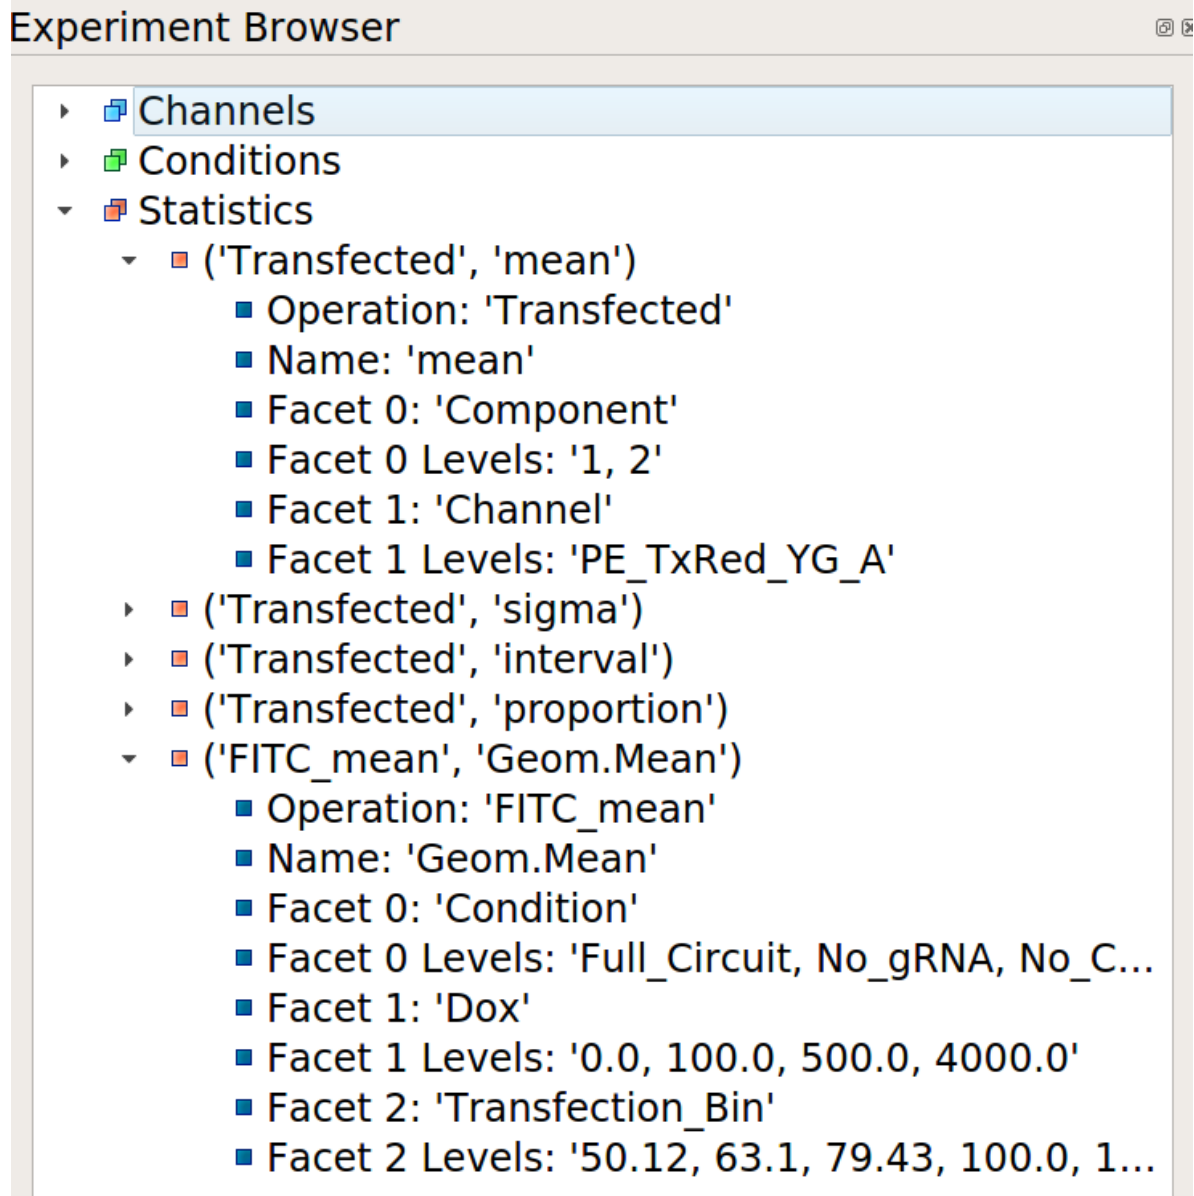 Experiment Browser
Channels
Conditions
Statistics
('Transfected', 'mean')
Operation: 'Transfected'
Name: 'mean'
Facet 0: 'Component'
Facet 0 Levels: '1, 2'
Facet 1: 'Channel'
Facet 1 Levels: 'PE_TxRed_YG_A'
('Transfected', 'sigma')
('Transfected', 'interval')
('Transfected', 'proportion')
('FITC_mean', 'Geom.Mean')
Operation: 'FITC_mean'
Name: 'Geom.Mean'
Facet 0: 'Condition'
Facet 0 Levels: 'Full_Circuit, No_gRNA, No_C...
Facet 1: 'Dox'
Facet 1 Levels: '0.0, 100.0, 500.0, 4000.0'
Facet 2: 'Transfection_Bin'
Facet 2 Levels: '50.12, 63.1, 79.43, 100.0, 1...